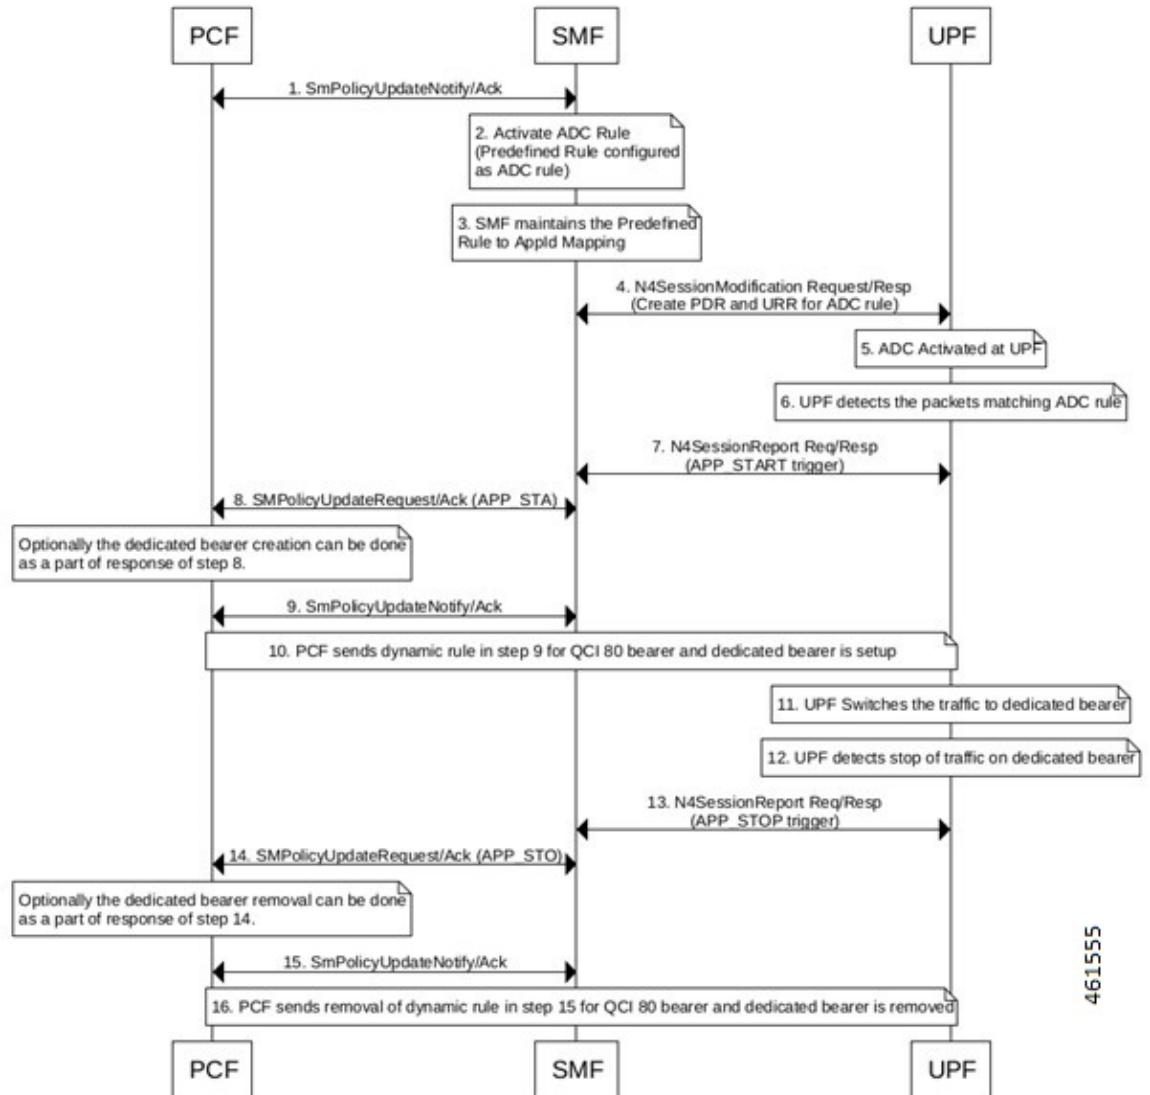 PCF
SMF
UPF
1. SmPolicyUpdateNotify/Ack
2. Activate ADC Rule
(Predefined Rule configured
as ADC rule)
3. SMF maintains the Predefined
Rule to AppId Mapping
4. N4SessionModification Request/Resp
(Create PDR and URR for ADC rule)
5. ADC Activated at UPF
6. UPF detects the packets matching ADC rule
7. N4SessionReport Req/Resp
(APP_START trigger)
8. SMPolicyUpdateRequest/Ack (APP_STA)
Optionally the dedicated bearer creation can be done
as a part of response of step 8.
9. SmPolicyUpdateNotify/Ack
10. PCF sends dynamic rule in step 9 for QCI 80 bearer and dedicated bearer is setup
11. UPF Switches the traffic to dedicated bearer
12. UPF detects stop of traffic on dedicated bearer
13. N4SessionReport Req/Resp
(APP_STOP trigger)
14. SMPolicyUpdateRequest/Ack (APP_STO)
Optionally the dedicated bearer removal can be done
as a part of response of step 14.
15. SmPolicyUpdateNotify/Ack
16. PCF sends removal of dynamic rule in step 15 for QCI 80 bearer and dedicated bearer is removed
461555
PCF
SMF
UPF